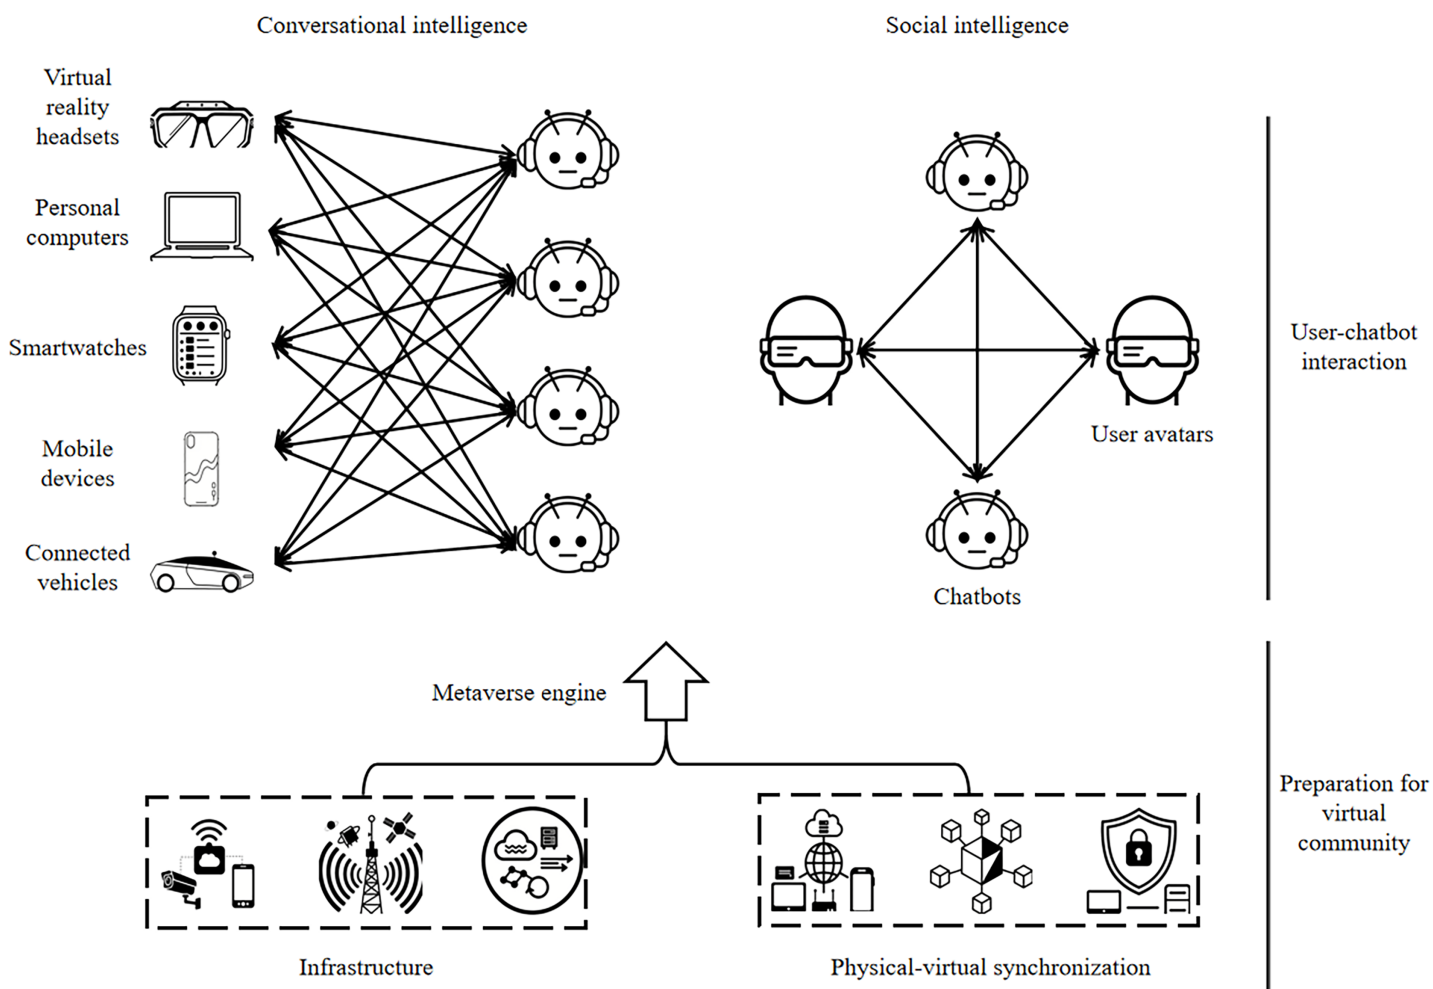 Conversational intelligence
Social intelligence
Virtual
reality
headsets
Personal
computers
Smartwatches
Mobile
devices
Connected
vehicles
User avatars
Chatbots
User-chatbot
interaction
Metaverse engine
Preparation for
virtual
community
Infrastructure
Physical-virtual synchronization